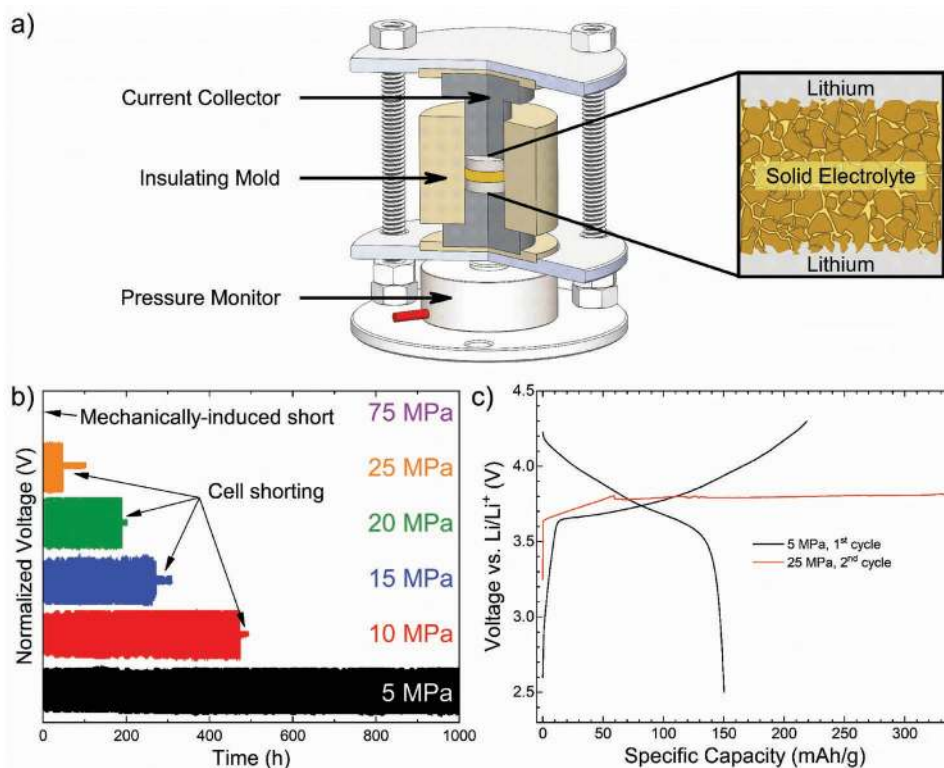 a)
Current Collector
Insulating Mold
Pressure Monitor
Lithium
Solid Electrolyte
Lithium
b)
Normalized Voltage (V)
Mechanically-induced short
75 MPa
25 MPa
Cell shorting
20 MPa
15 MPa
10 MPa
5 MPa
0 200 400 600 800 1000
Time (h)
c)
Voltage vs. Li/Li⁺ (V)
4.5
4.0
3.5
3.0
2.5
5 MPa, 1ˢᵗ cycle
25 MPa, 2ⁿᵈ cycle
0 50 100 150 200 250 300
Specific Capacity (mAh/g)